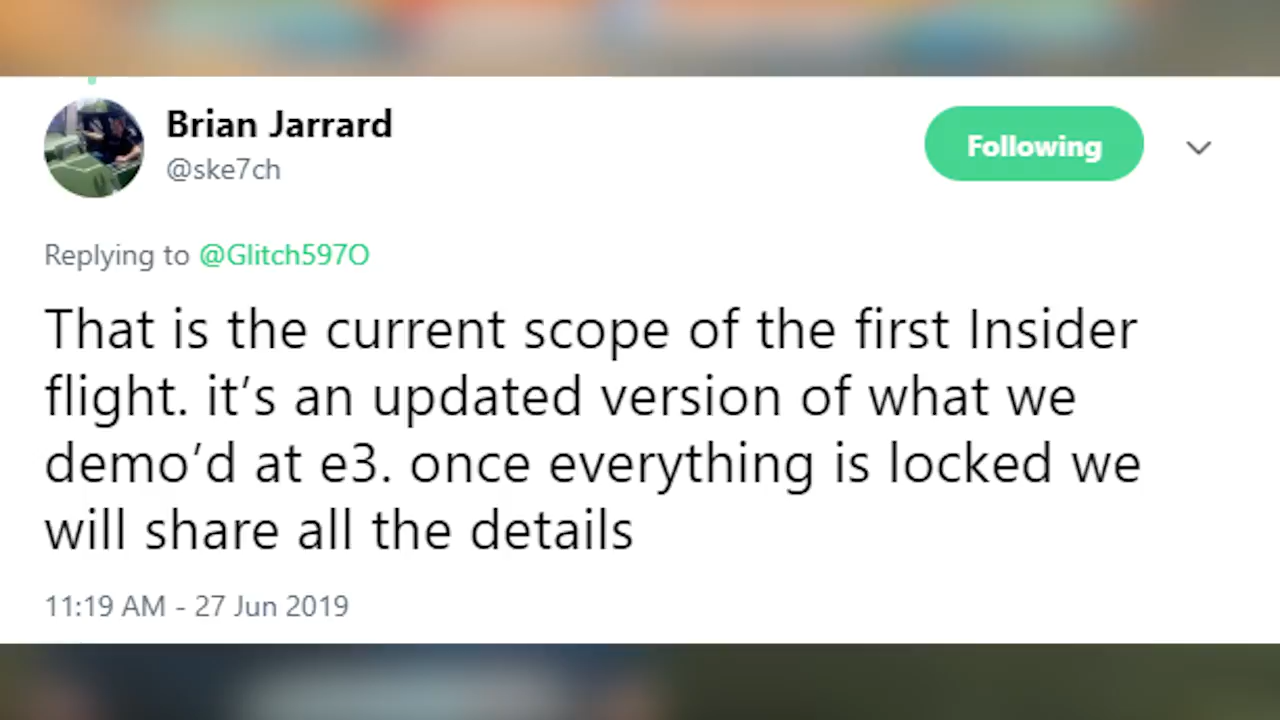 Brian Jarrard
@ske7ch
Following
Replying to @Glitch597O
That is the current scope of the first Insider
flight. it’s an updated version of what we
demo’d at e3. once everything is locked we
will share all the details
11:19 AM - 27 Jun 2019